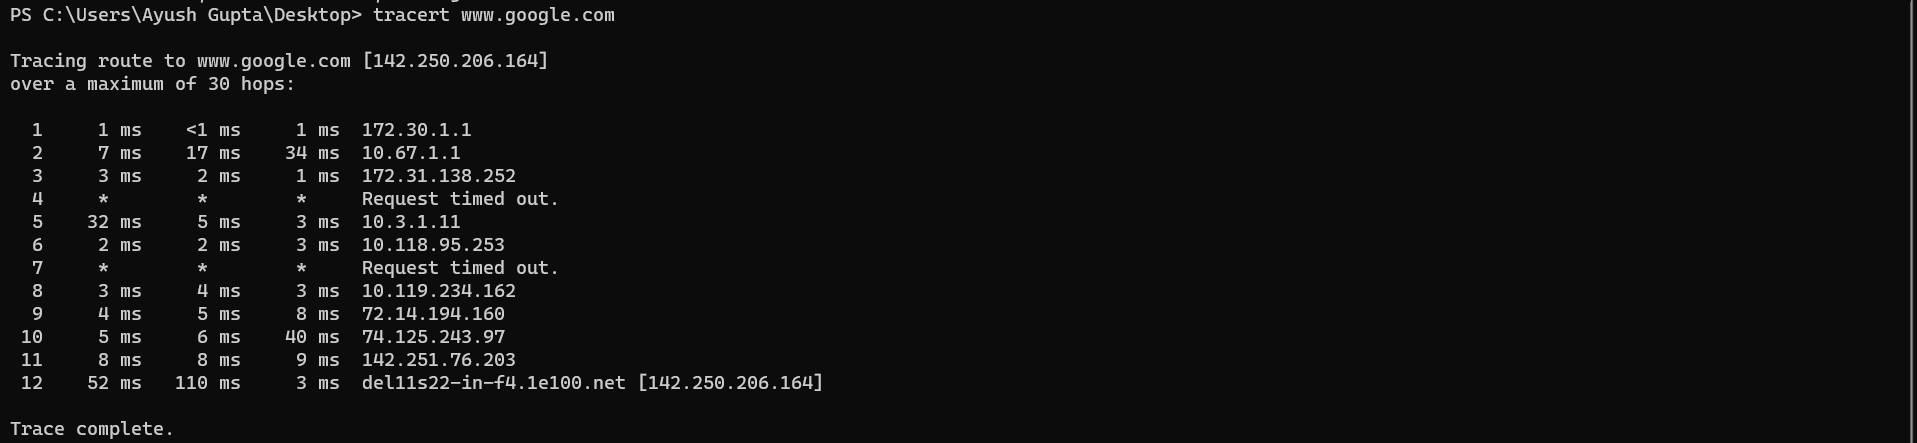 PS C:\Users\Ayush Gupta\Desktop> tracert www.google.com
Tracing route to www.google.com [142.250.206.164]
over a maximum of 30 hops:
1 1 ms <1 ms 1 ms 172.30.1.1
2 7 ms 17 ms 34 ms 10.67.1.1
3 3 ms 2 ms 1 ms 172.31.138.252
4 * * * Request timed out.
5 32 ms 5 ms 3 ms 10.3.1.11
6 2 ms 2 ms 3 ms 10.118.95.253
7 * * * Request timed out.
8 3 ms 4 ms 3 ms 10.119.234.162
9 4 ms 5 ms 8 ms 72.14.194.160
10 5 ms 6 ms 40 ms 74.125.243.97
11 8 ms 8 ms 9 ms 142.251.76.203
12 52 ms 110 ms 3 ms del11s22-in-f4.1e100.net [142.250.206.164]
Trace complete.